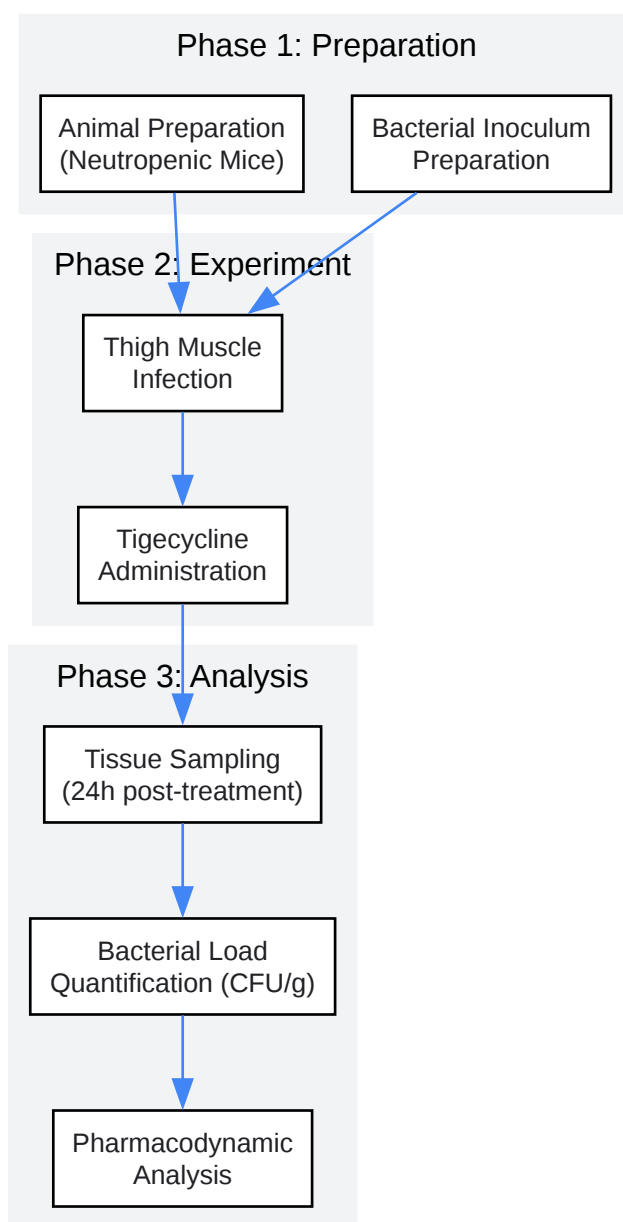 Phase 1: Preparation
Animal Preparation
(Neutropenic Mice)
Bacterial Inoculum
Preparation
Phase 2: Experiment
Thigh Muscle
Infection
Tigecycline
Administration
Phase 3: Analysis
Tissue Sampling
(24h post-treatment)
Bacterial Load
Quantification (CFU/g)
Pharmacodynamic
Analysis